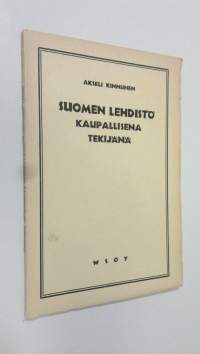 AKSELI KINNUNEN
SUOMEN LEHDISTÖ
KAUPALLISENA
TEKIJÄNÄ
WSOY